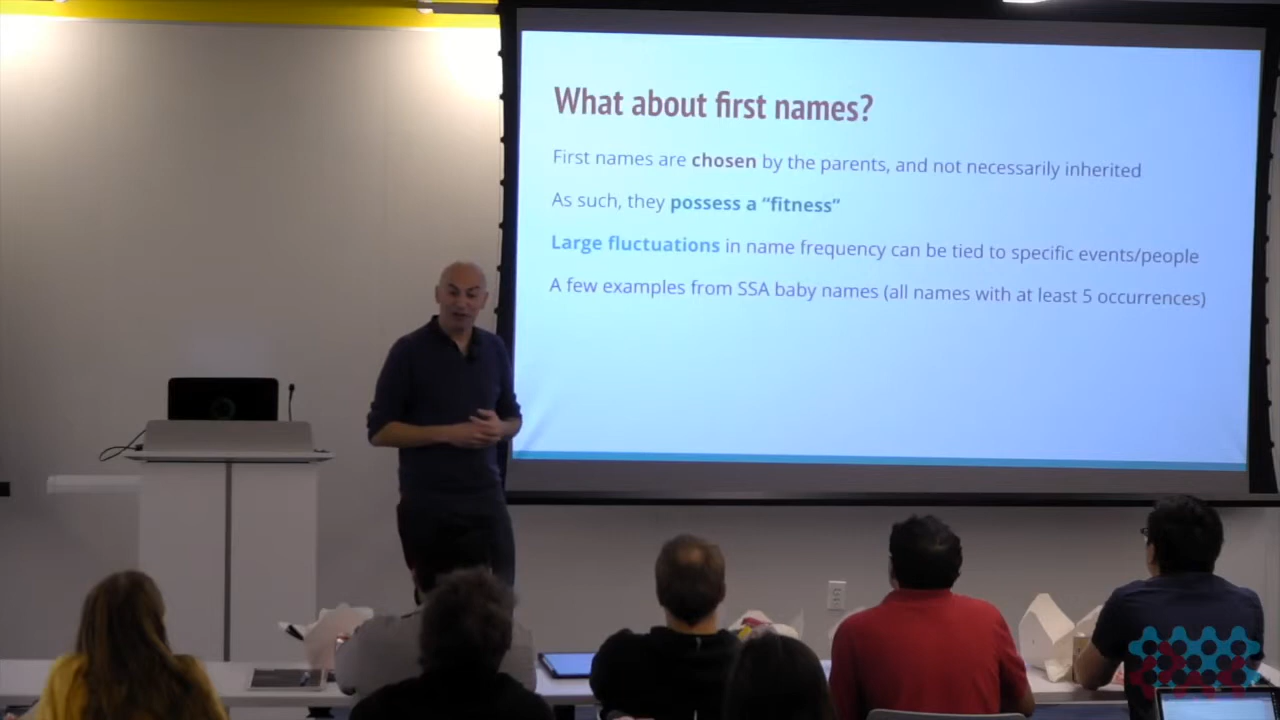 What about first names?
First names are chosen by the parents, and not necessarily inherited
As such, they possess a “fitness”
Large fluctuations in name frequency can be tied to specific events/people
A few examples from SSA baby names (all names with at least 5 occurrences)